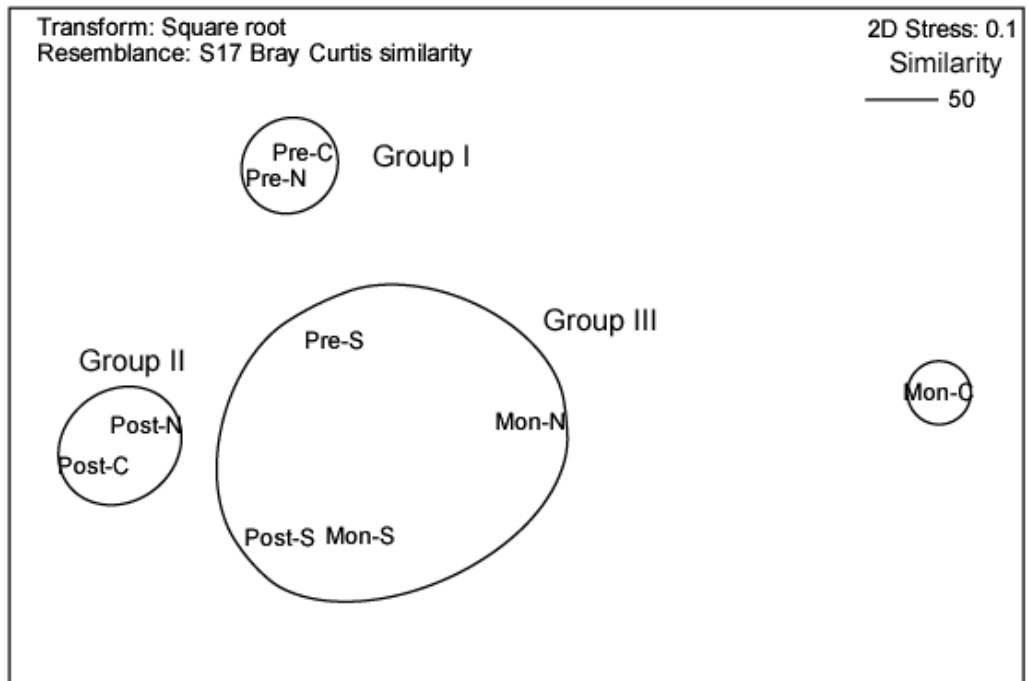 Transform: Square root
Resemblance: S17 Bray Curtis similarity
2D Stress: 0.1
Similarity
50
Pre-C
Pre-N
Group I
Group III
Pre-S
Group II
Mon-C
Post-N
Mon-N
Post-C
Post-S
Mon-S